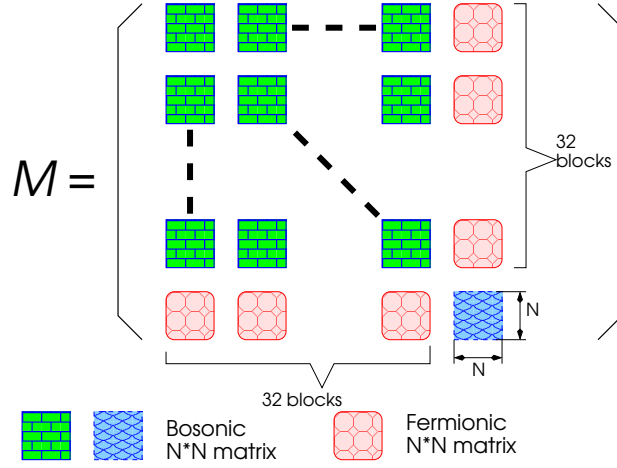 M =
32
blocks
N
N
32 blocks
Bosonic
N*N matrix
Fermionic
N*N matrix